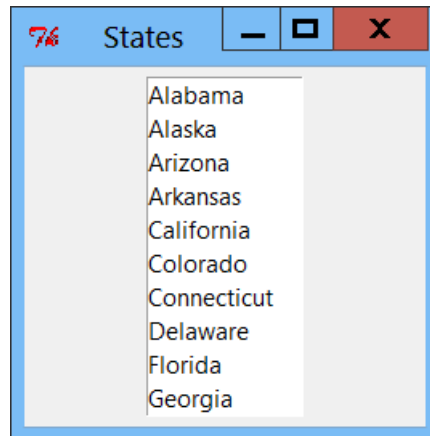 States
Alabama
Alaska
Arizona
Arkansas
California
Colorado
Connecticut
Delaware
Florida
Georgia